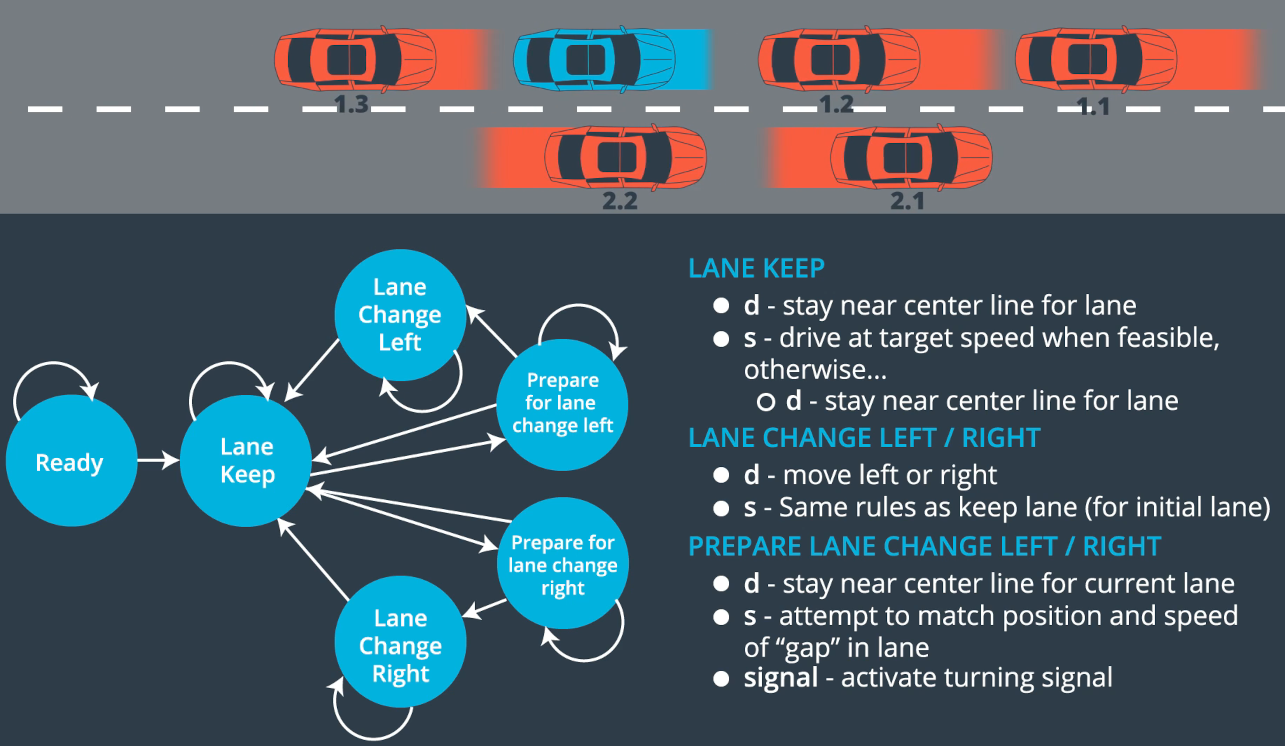 1.3
1.2
1.1
2.2
2.1
Lane
Change
Left
Prepare
for lane
change left
Ready
Lane
Keep
Prepare for
lane change
right
Lane
Change
Right
LANE KEEP
d - stay near center line for lane
s - drive at target speed when feasible,
otherwise...
d - stay near center line for lane
LANE CHANGE LEFT / RIGHT
d - move left or right
s - Same rules as keep lane (for initial lane)
PREPARE LANE CHANGE LEFT / RIGHT
d - stay near center line for current lane
s - attempt to match position and speed
of “gap” in lane
signal - activate turning signal